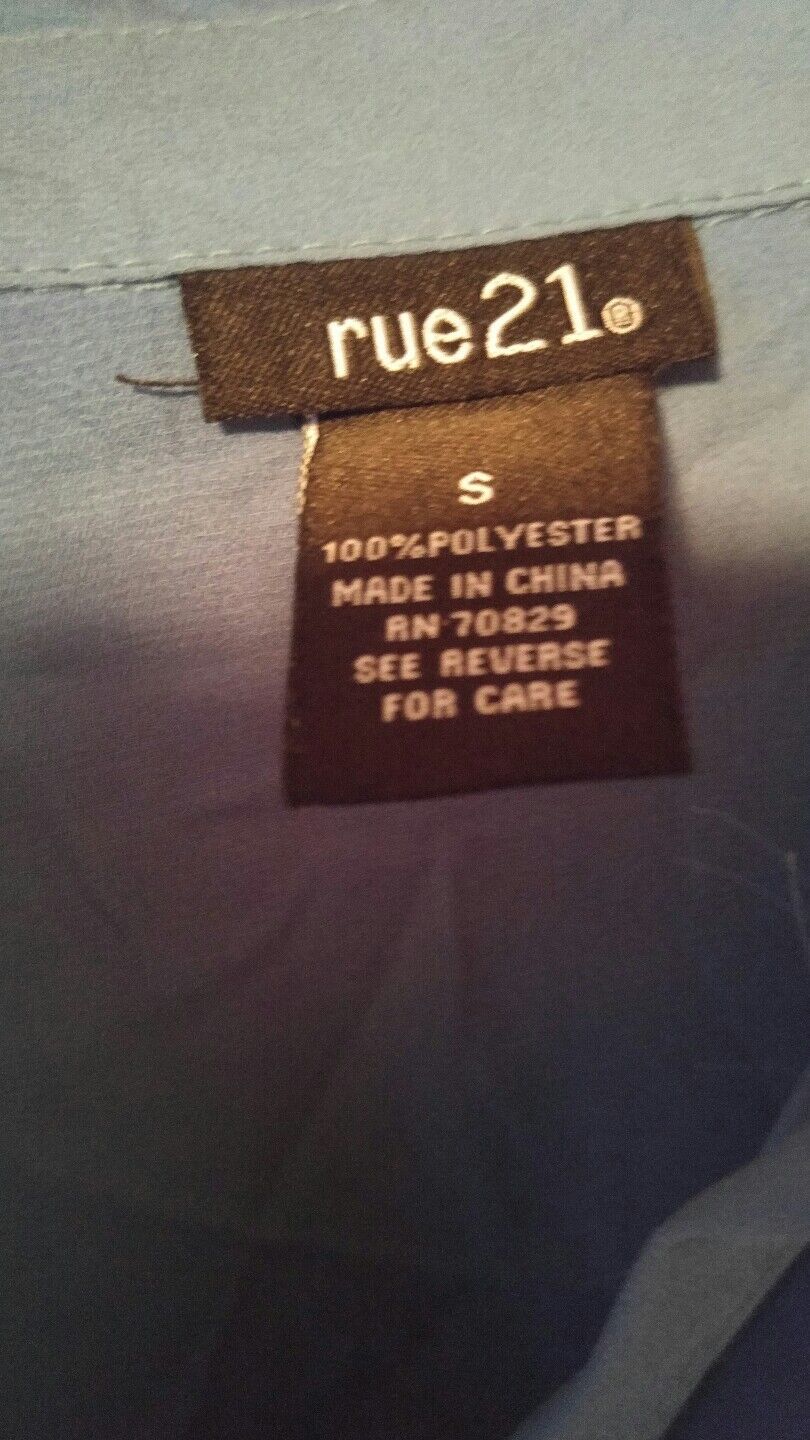 rue21®
S
100%POLYESTER
MADE IN CHINA
RN 70829
SEE REVERSE
FOR CARE